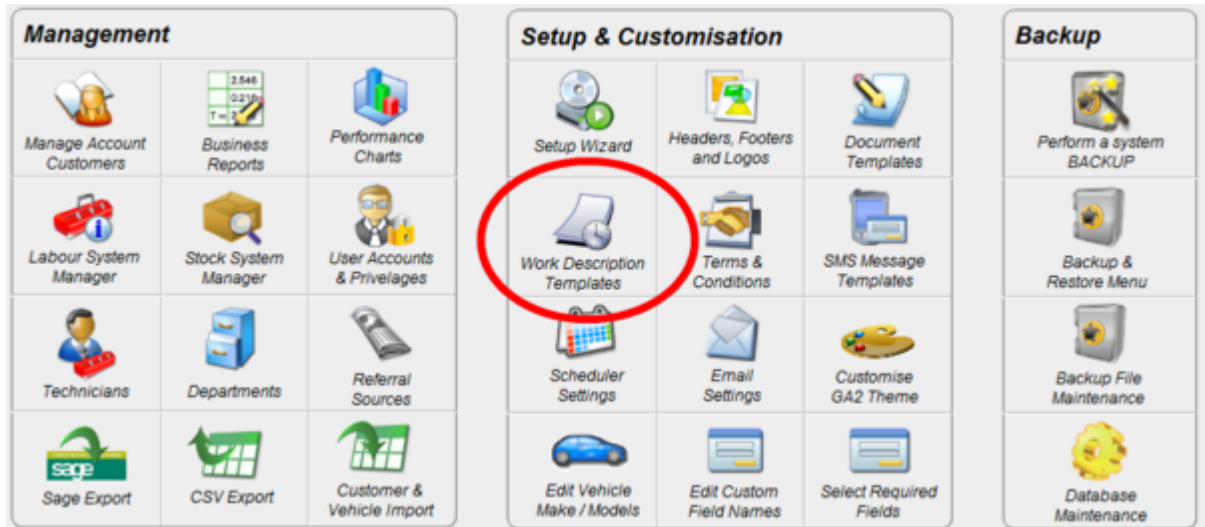 Management
2.546
0.216
T =
Manage Account
Customers
Business
Reports
Performance
Charts
Labour System
Manager
Stock System
Manager
User Accounts
& Privelages
Technicians
Departments
Referral
Sources
sage
Sage Export
CSV Export
Customer &
Vehicle Import
Setup & Customisation
Setup Wizard
Headers, Footers
and Logos
Document
Templates
Work Description
Templates
Terms &
Conditions
SMS Message
Templates
Scheduler
Settings
Email
Settings
Customise
GA2 Theme
Edit Vehicle
Make / Models
Edit Custom
Field Names
Select Required
Fields
Backup
Perform a system
BACKUP
Backup &
Restore Menu
Backup File
Maintenance
Database
Maintenance